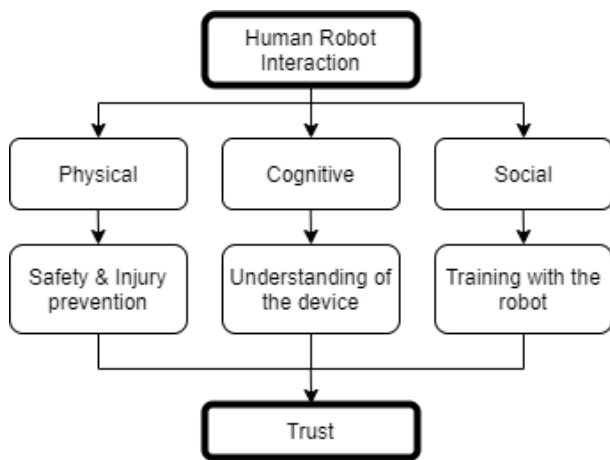 Human Robot
Interaction
Physical
Cognitive
Social
Safety & Injury
prevention
Understanding of
the device
Training with the
robot
Trust